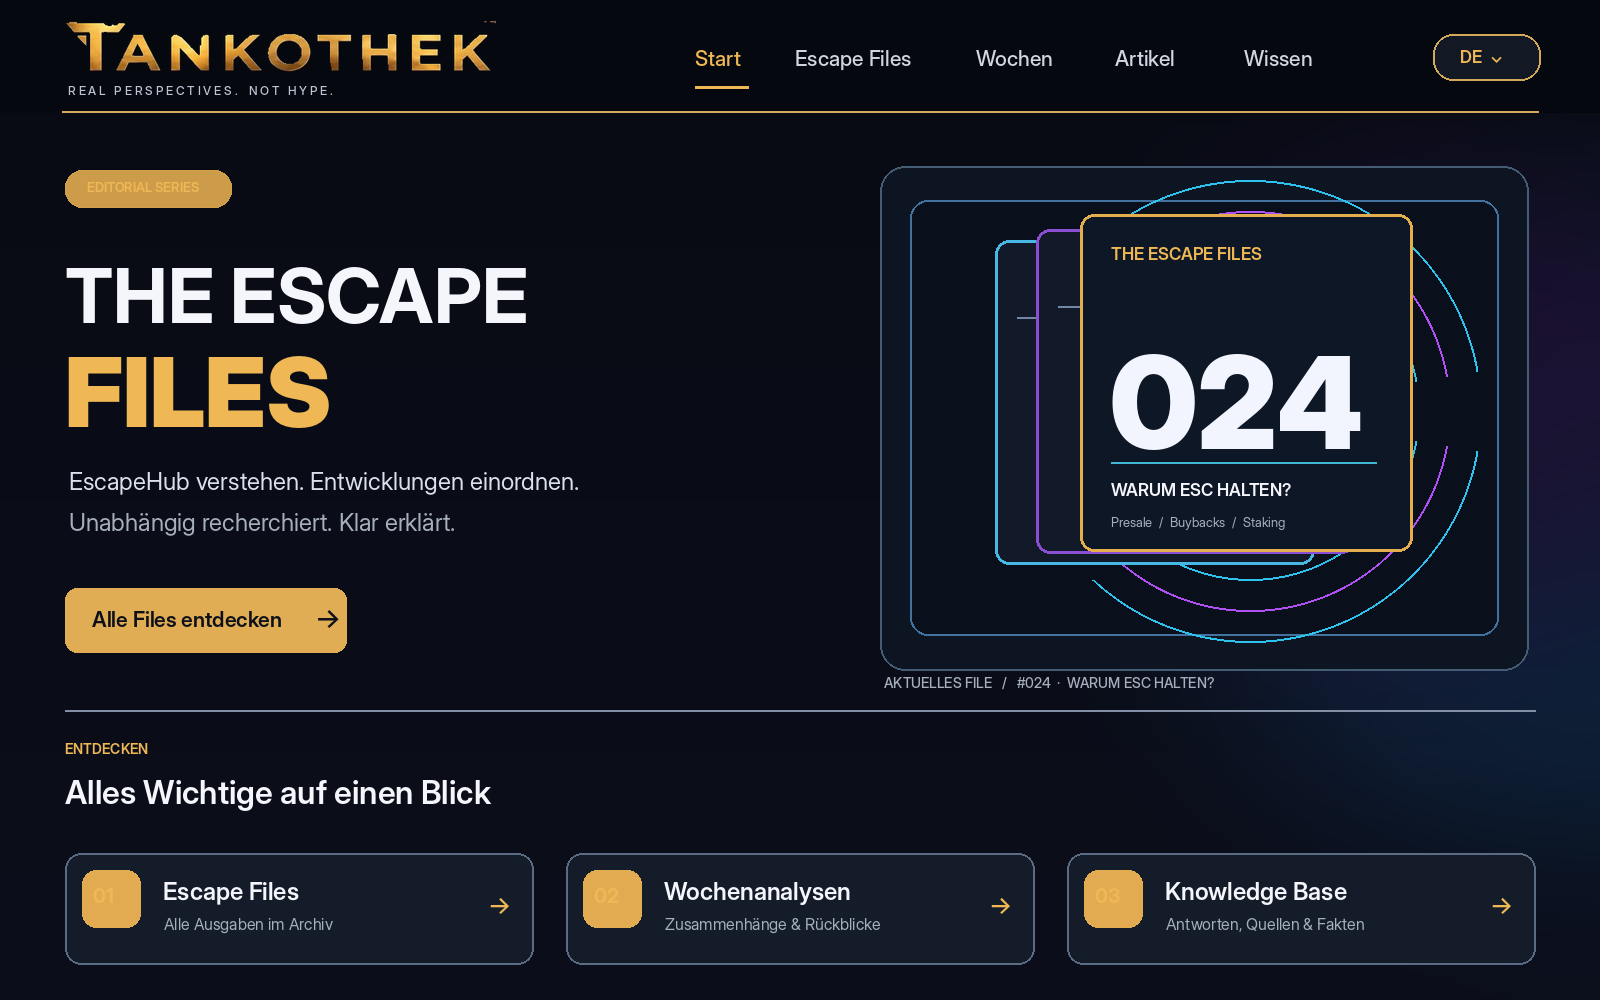 TANKOTHEK
REAL PERSPECTIVES. NOT HYPE.
Start
Escape Files
Wochen
Artikel
Wissen
DE
EDITORIAL SERIES
THE ESCAPE
FILES
EscapeHub verstehen. Entwicklungen einordnen.
Unabhängig recherchiert. Klar erklärt.
Alle Files entdecken →
THE ESCAPE FILES
024
WARUM ESC HALTEN?
Presale / Buybacks / Staking
AKTUELLES FILE / #024 · WARUM ESC HALTEN?
ENTDECKEN
Alles Wichtige auf einen Blick
01
Escape Files
Alle Ausgaben im Archiv
→
02
Wochenanalysen
Zusammenhänge & Rückblicke
→
03
Knowledge Base
Antworten, Quellen & Fakten
→